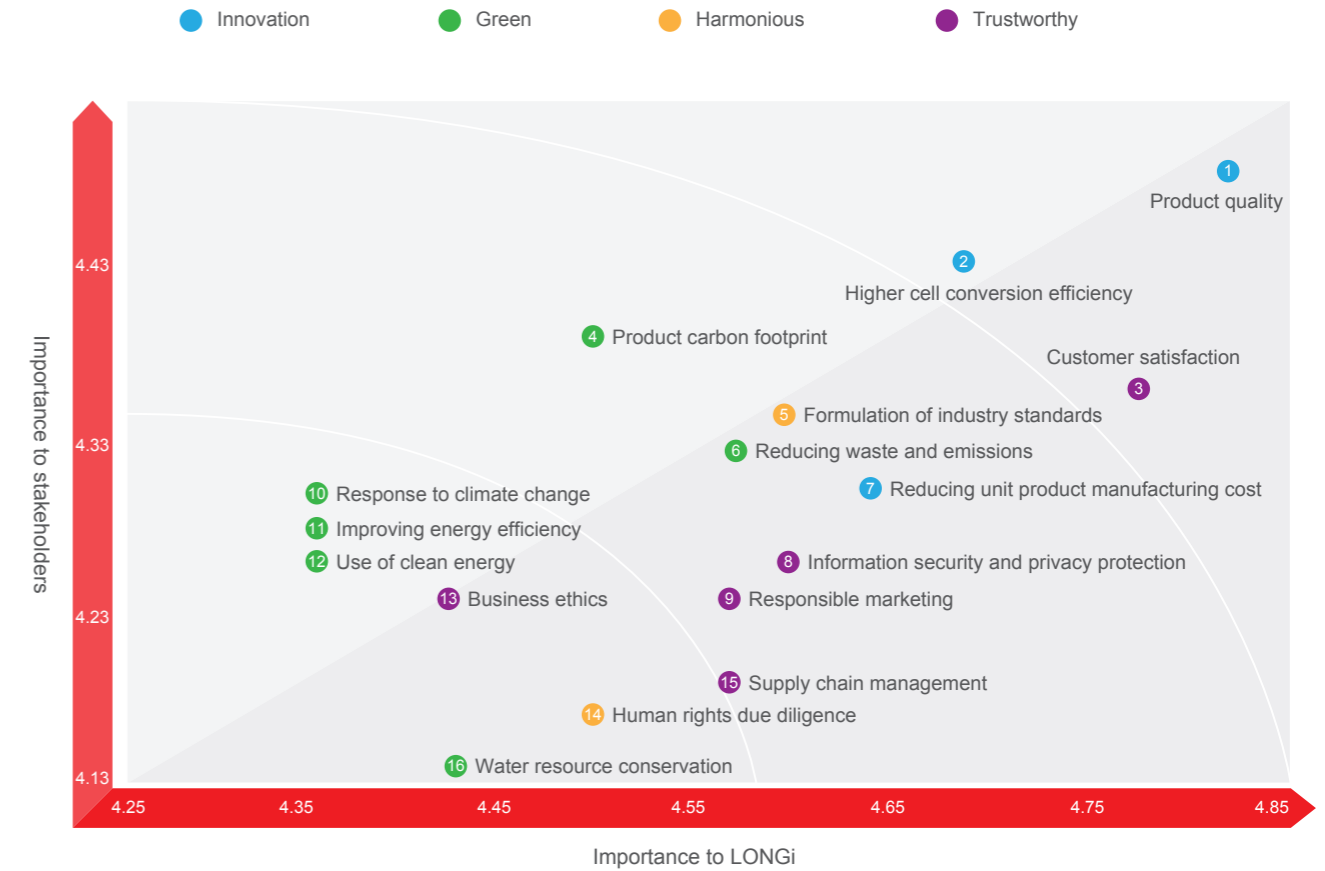 Innovation
Green
Harmonious
Trustworthy
1
Product quality
4.43
2
Higher cell conversion efficiency
4 Product carbon footprint
Customer satisfaction
3
5 Formulation of industry standards
4.33
6 Reducing waste and emissions
7 Reducing unit product manufacturing cost
10 Response to climate change
11 Improving energy efficiency
12 Use of clean energy
8 Information security and privacy protection
13 Business ethics
9 Responsible marketing
4.23
15 Supply chain management
14 Human rights due diligence
16 Water resource conservation
4.13
Importance to stakeholders
4.25 4.35 4.45 4.55 4.65 4.75 4.85
Importance to LONGi